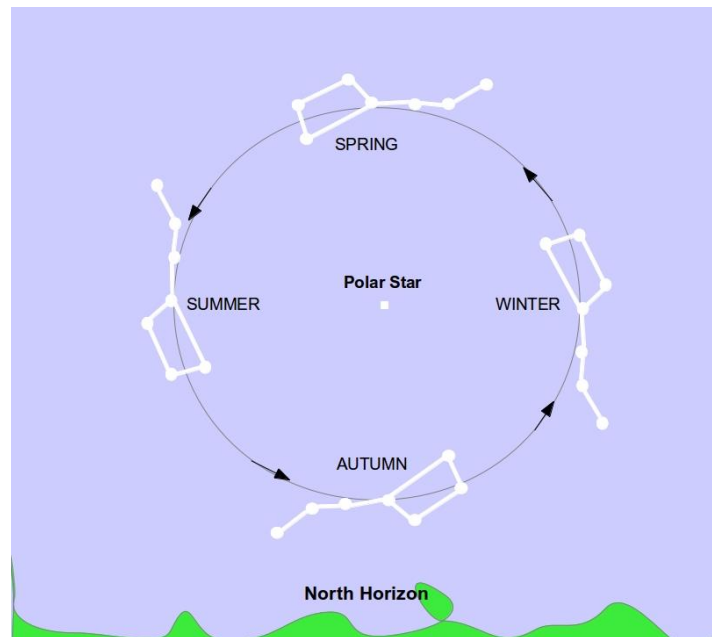 SPRING
Polar Star
SUMMER
WINTER
AUTUMN
North Horizon